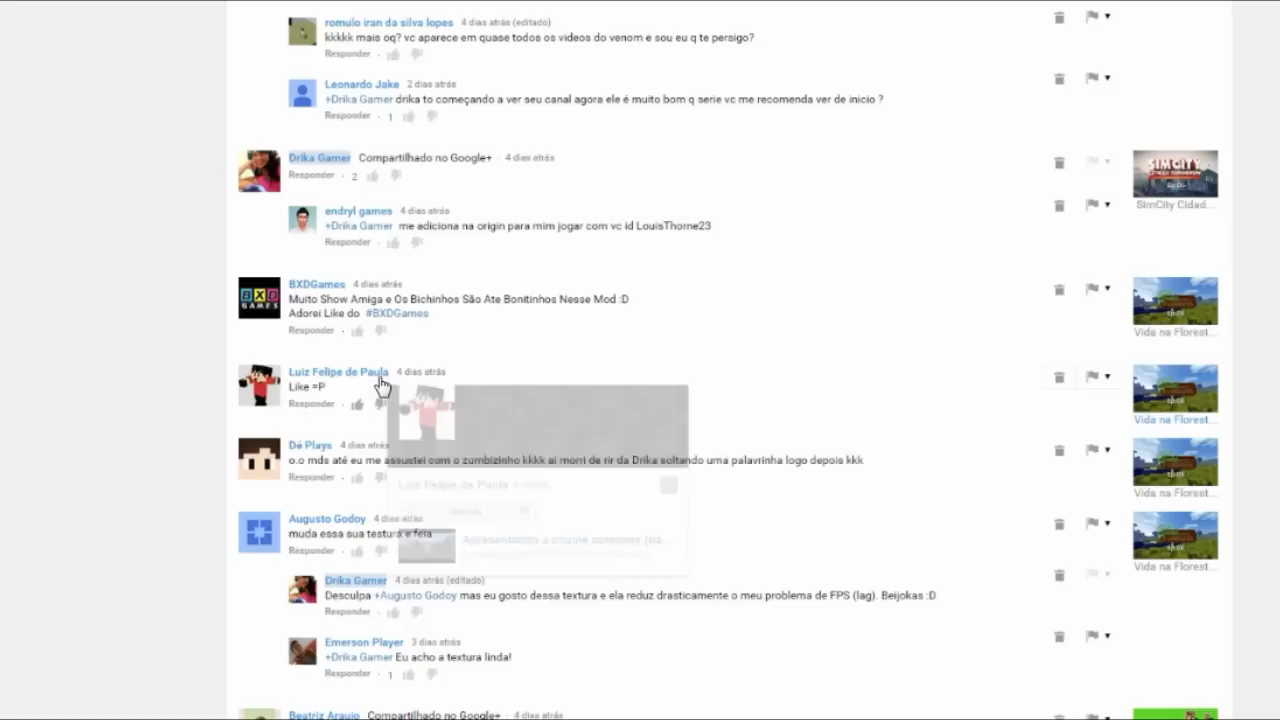 romulo iran da silva lopes 4 dias atrás (editado)
kkkkk mais oq? vc aparece em quase todos os videos do venom e sou eu q te persigo?
Responder
Leonardo Jake 2 dias atrás
+Drika Gamer drika to começando a ver seu canal agora ele é muito bom q serie vc me recomenda ver de inicio ?
Responder · 1
Drika Gamer Compartilhado no Google+ · 4 dias atrás
Responder · 2
SIMCITY
SimCity Cidad...
endryl games 4 dias atrás
+Drika Gamer me adiciona na origin para mim jogar com vc id LouisThorne23
Responder
BXD
GAMES
BXDGames 4 dias atrás
Muito Show Amiga e Os Bichinhos São Ate Bonitinhos Nesse Mod :D
Adorei Like do #BXDGames
Responder
Vida na Florest...
Luiz Felipe de Paula 4 dias atrás
Like =P
Responder
Vida na Florest...
Dé Plays 4 dias atrás
o.o mds até eu me assustei com o zumbizinho kkkk ai morri de rir da Drika soltando uma palavrinha logo depois kkk
Responder
Vida na Florest...
Luiz Felipe de Paula
Augusto Godoy 4 dias atrás
muda essa sua testura e feia
Responder
Vida na Florest...
Drika Gamer 4 dias atrás (editado)
Desculpa +Augusto Godoy mas eu gosto dessa textura e ela reduz drasticamente o meu problema de FPS (lag). Beijokas :D
Responder
Emerson Player 3 dias atrás
+Drika Gamer Eu acho a textura linda!
Responder · 1
Beatriz Araujo Compartilhado no Google+ · 4 dias atrás